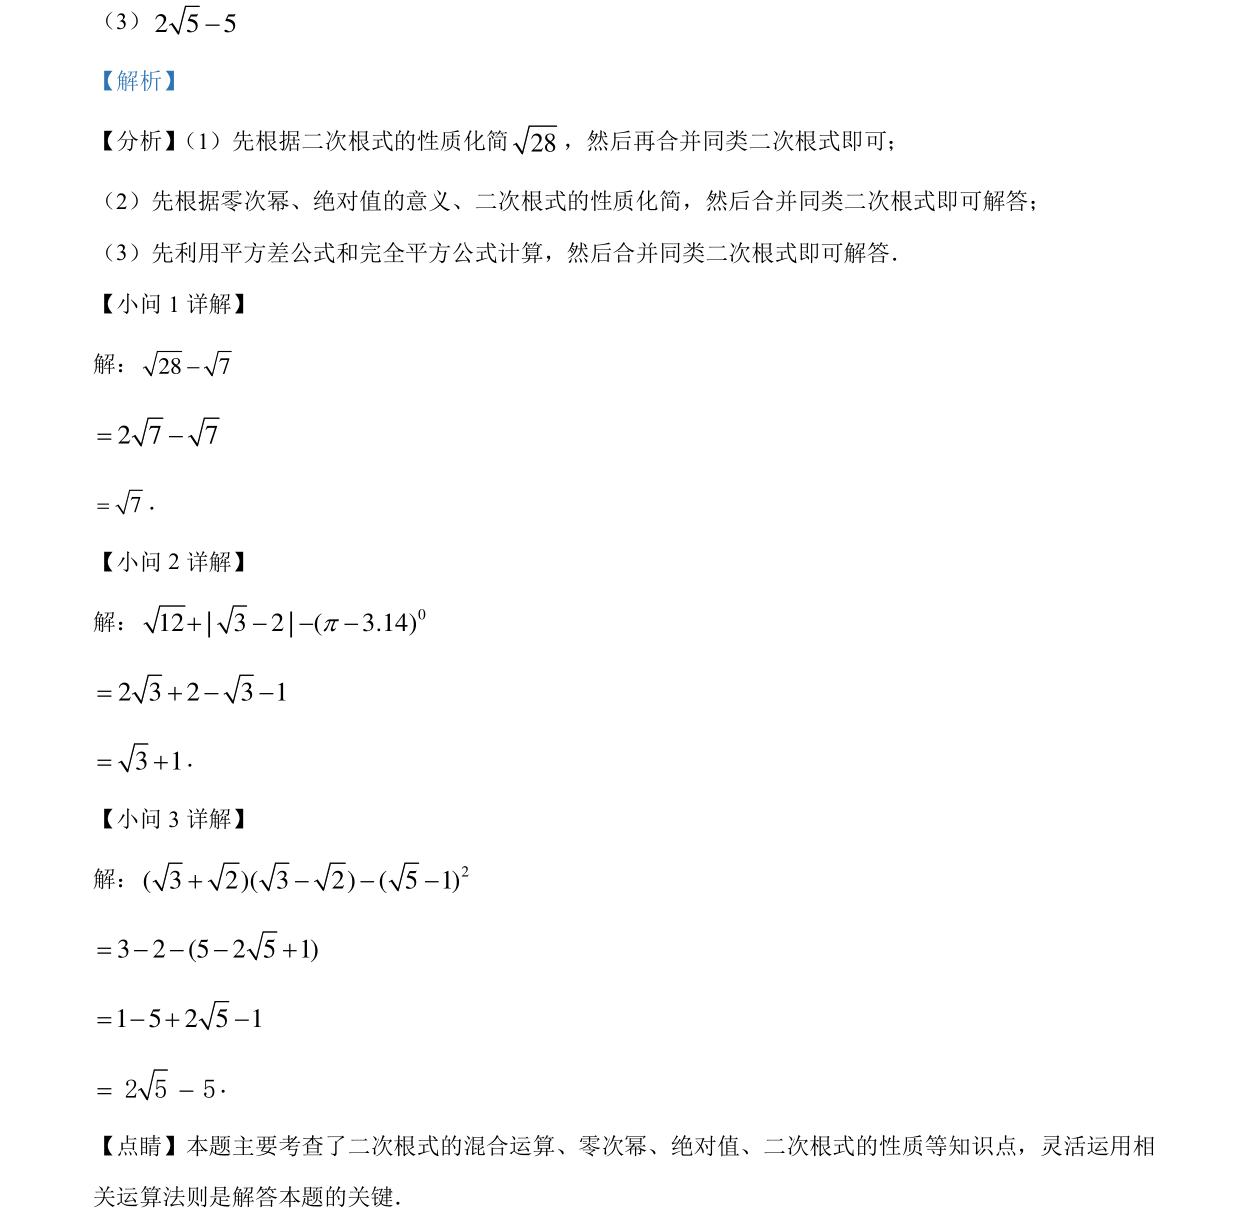 （3）2√5－5
【解析】
【分析】（1）先根据二次根式的性质化简√28，然后再合并同类二次根式即可；
（2）先根据零次幂、绝对值的意义、二次根式的性质化简，然后合并同类二次根式即可解答；
（3）先利用平方差公式和完全平方公式计算，然后合并同类二次根式即可解答．
【小问 1 详解】
解：√28－√7
＝2√7－√7
＝√7．
【小问 2 详解】
解：√12+|√3－2|－(π－3.14)⁰
＝2√3+2－√3－1
＝√3+1．
【小问 3 详解】
解：(√3+√2)(√3－√2)－(√5－1)²
＝3－2－(5－2√5+1)
＝1－5+2√5－1
＝2√5－5．
【点睛】本题主要考查了二次根式的混合运算、零次幂、绝对值、二次根式的性质等知识点，灵活运用相
关运算法则是解答本题的关键．